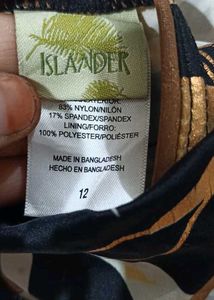 ISLANDER
83% NYLON/NILÓN
17% SPANDEX/SPANDEX
LINING/FORRO:
100% POLYESTER/POLIÉSTER
MADE IN BANGLADESH
HECHO EN BANGLADESH
12